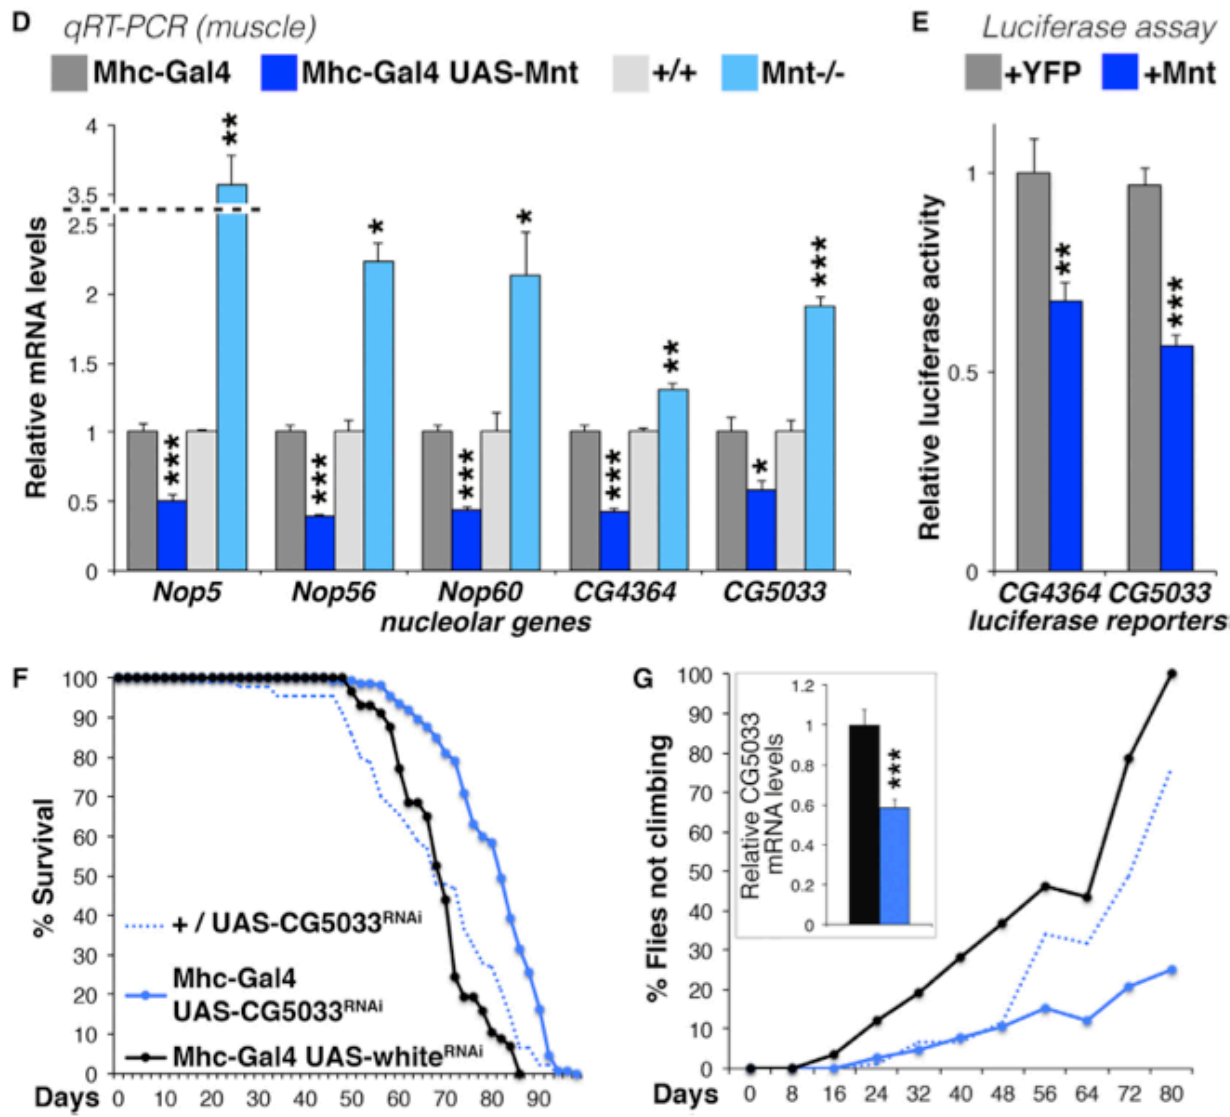 D qRT-PCR (muscle)
Mhc-Gal4 Mhc-Gal4 UAS-Mnt +/+ Mnt-/-
Relative mRNA levels
4
3.5
2.5
2
1.5
1
0.5
0
** * * ** ***
*** *** *** *** *
Nop5 Nop56 Nop60 CG4364 CG5033
nucleolar genes
E Luciferase assay
+YFP +Mnt
Relative luciferase activity
1
0.5
0
** ***
CG4364 CG5033
luciferase reporters
F
% Survival
100
90
80
70
60
50
40
30
20
10
0
+ / UAS-CG5033RNAi
Mhc-Gal4
UAS-CG5033RNAi
Mhc-Gal4 UAS-whiteRNAi
Days 0 10 20 30 40 50 60 70 80 90
G
% Flies not climbing
100
90
80
70
60
50
40
30
20
10
0
Relative CG5033
mRNA levels
1.2
1
0.8
0.6
0.4
0.2
0
***
Days 0 8 16 24 32 40 48 56 64 72 80